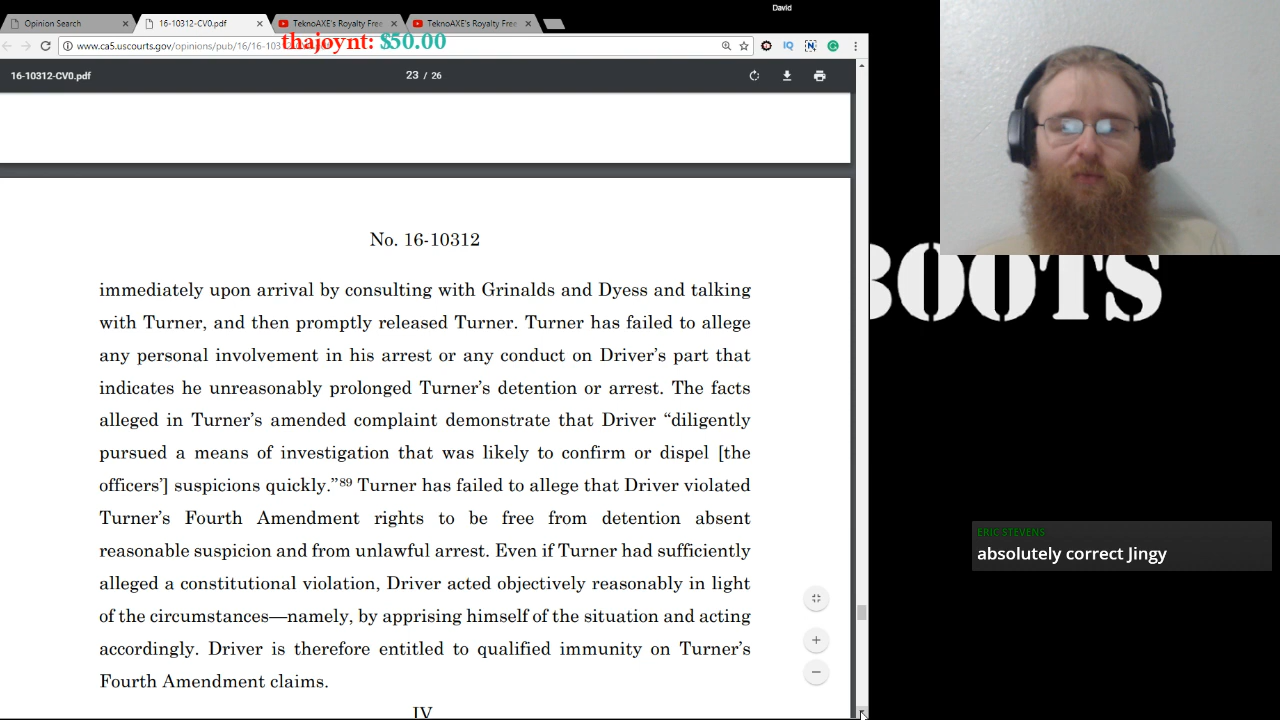 David
Opinion Search
16-10312-CV0.pdf
TeknoAXE's Royalty Free
TeknoAXE's Royalty Free
www.ca5.uscourts.gov/opinions/pub/16/16-103
thajoynt: $50.00
16-10312-CV0.pdf
23 / 26
No. 16-10312
immediately upon arrival by consulting with Grinalds and Dyess and talking
with Turner, and then promptly released Turner. Turner has failed to allege
any personal involvement in his arrest or any conduct on Driver's part that
indicates he unreasonably prolonged Turner's detention or arrest. The facts
alleged in Turner's amended complaint demonstrate that Driver “diligently
pursued a means of investigation that was likely to confirm or dispel [the
officers'] suspicions quickly.”⁸⁹ Turner has failed to allege that Driver violated
Turner's Fourth Amendment rights to be free from detention absent
reasonable suspicion and from unlawful arrest. Even if Turner had sufficiently
alleged a constitutional violation, Driver acted objectively reasonably in light
of the circumstances—namely, by apprising himself of the situation and acting
accordingly. Driver is therefore entitled to qualified immunity on Turner's
Fourth Amendment claims.
IV
BOOTS
ERIC STEVENS
absolutely correct Jingy